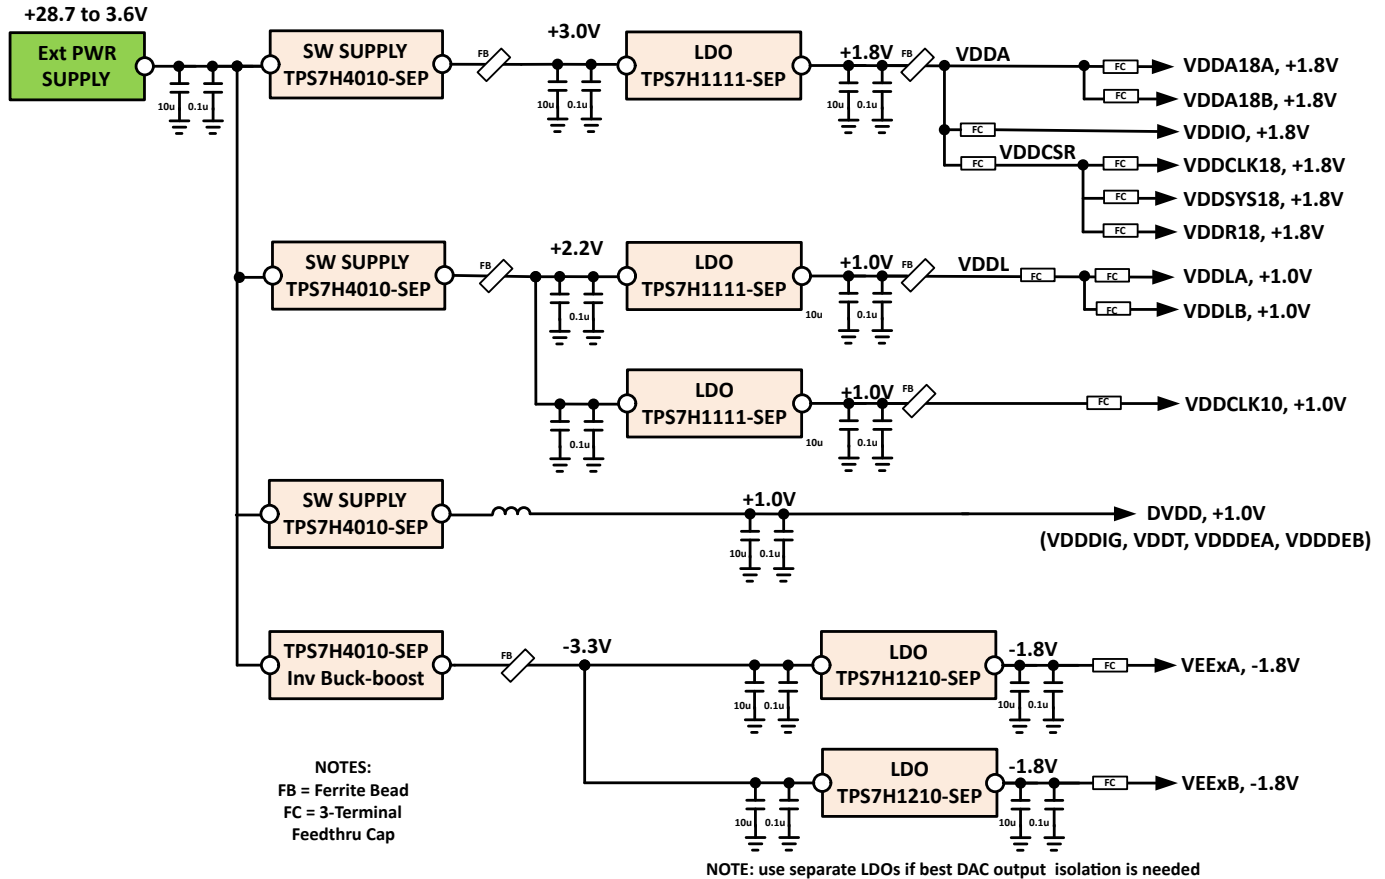 +28.7 to 3.6V
Ext PWR
SUPPLY
10u
0.1u
SW SUPPLY
TPS7H4010-SEP
FB
+3.0V
10u
0.1u
LDO
TPS7H1111-SEP
+1.8V
FB
10u
0.1u
VDDA
FC
VDDA18A, +1.8V
FC
VDDA18B, +1.8V
FC
VDDIO, +1.8V
FC
VDDCSR
FC
VDDCLK18, +1.8V
FC
VDDSYS18, +1.8V
FC
VDDR18, +1.8V
SW SUPPLY
TPS7H4010-SEP
FB
+2.2V
0.1u
LDO
TPS7H1111-SEP
+1.0V
FB
10u
0.1u
VDDL
FC
FC
VDDLA, +1.0V
FC
VDDLB, +1.0V
0.1u
LDO
TPS7H1111-SEP
+1.0V
FB
10u
0.1u
FC
VDDCLK10, +1.0V
SW SUPPLY
TPS7H4010-SEP
+1.0V
10u
0.1u
DVDD, +1.0V
(VDDDIG, VDDT, VDDDEA, VDDDEB)
TPS7H4010-SEP
Inv Buck-boost
FB
-3.3V
10u
0.1u
LDO
TPS7H1210-SEP
-1.8V
10u
0.1u
FC
VEExA, -1.8V
10u
0.1u
LDO
TPS7H1210-SEP
-1.8V
10u
0.1u
FC
VEExB, -1.8V
NOTES:
FB = Ferrite Bead
FC = 3-Terminal
Feedthru Cap
NOTE: use separate LDOs if best DAC output isolation is needed